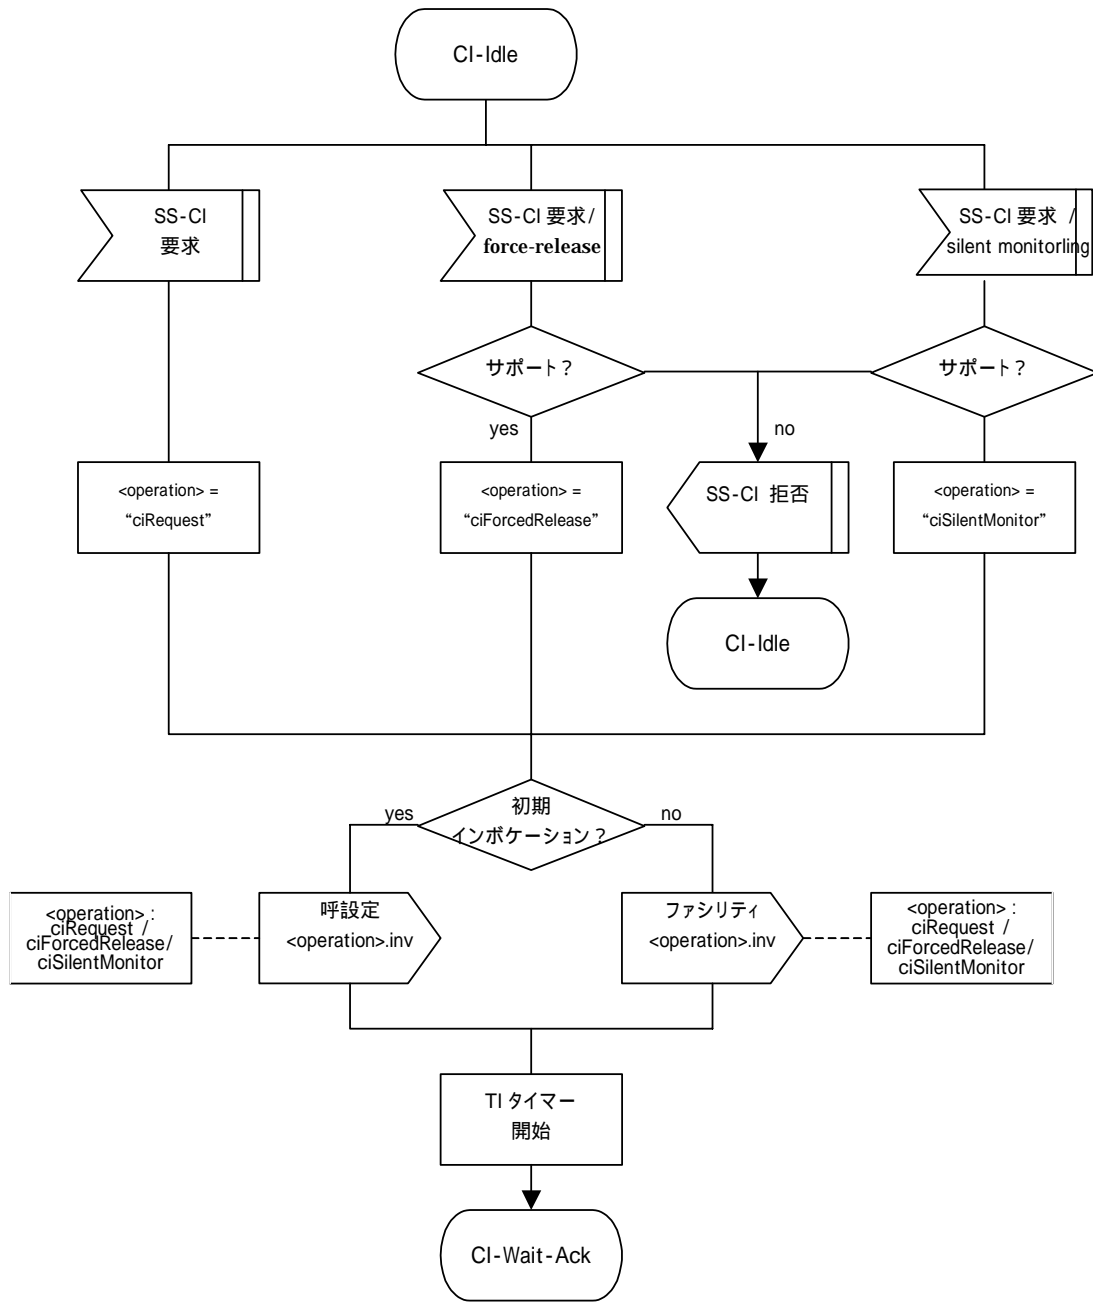 CI-Idle
SS-CI
要求
SS-CI 要求/
force-release
SS-CI 要求 /
silent monitorling
サポート？
サポート？
yes
no
<operation> =
“ciRequest”
<operation> =
“ciForcedRelease”
SS-CI 拒否
<operation> =
“ciSilentMonitor”
CI-Idle
初期
インボケーション？
yes
no
<operation> :
ciRequest /
ciForcedRelease/
ciSilentMonitor
呼設定
<operation>.inv
ファシリティ
<operation>.inv
<operation> :
ciRequest /
ciForcedRelease/
ciSilentMonitor
TI タイマー
開始
CI-Wait-Ack